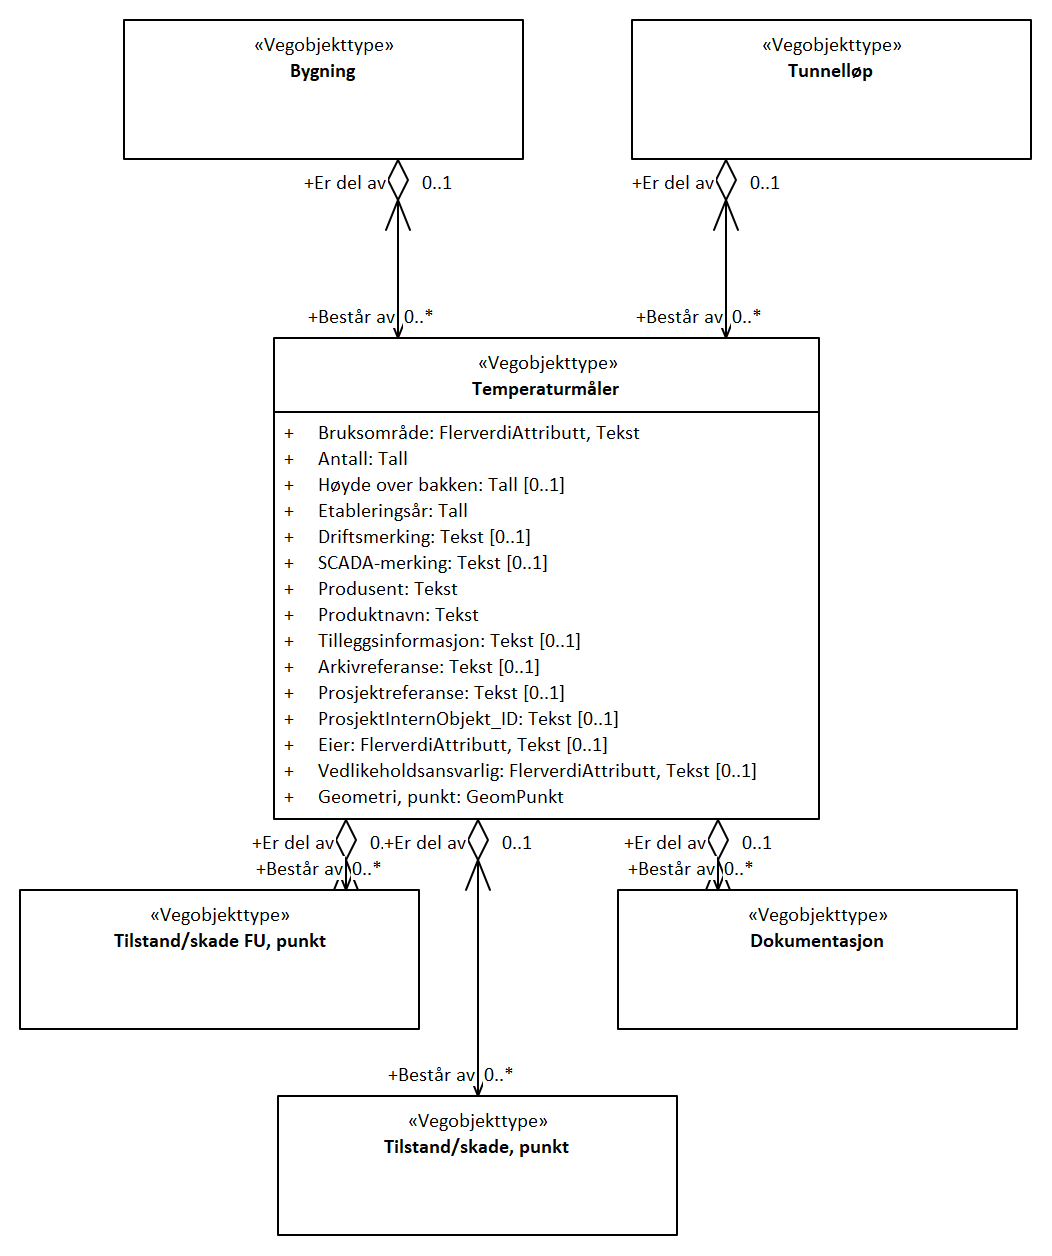 «Vegobjekttype»
Bygning
«Vegobjekttype»
Tunnelløp
+Er del av 0..1
+Er del av 0..1
+Består av 0..*
+Består av 0..*
«Vegobjekttype»
Temperaturmåler
+ Bruksområde: FlerverdiAttributt, Tekst
+ Antall: Tall
+ Høyde over bakken: Tall [0..1]
+ Etableringsår: Tall
+ Driftsmerking: Tekst [0..1]
+ SCADA-merking: Tekst [0..1]
+ Produsent: Tekst
+ Produktnavn: Tekst
+ Tilleggsinformasjon: Tekst [0..1]
+ Arkivreferanse: Tekst [0..1]
+ Prosjektreferanse: Tekst [0..1]
+ ProsjektInternObjekt_ID: Tekst [0..1]
+ Eier: FlerverdiAttributt, Tekst [0..1]
+ Vedlikeholdsansvarlig: FlerverdiAttributt, Tekst [0..1]
+ Geometri, punkt: GeomPunkt
+Er del av 0.
+Er del av 0..1
+Er del av 0..1
+Består av 0..*
+Består av 0..*
«Vegobjekttype»
Tilstand/skade FU, punkt
«Vegobjekttype»
Dokumentasjon
+Består av 0..*
«Vegobjekttype»
Tilstand/skade, punkt